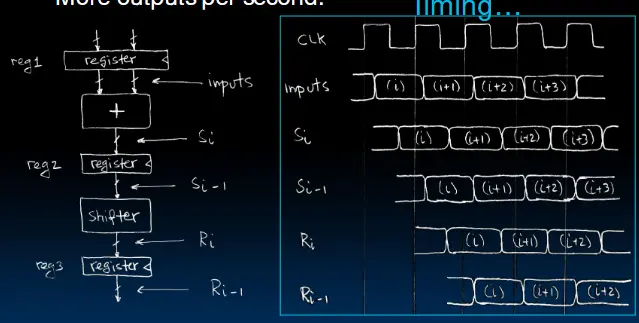 More outputs per second.
Timing...
reg1 register
inputs
+
Si
reg2 register
Si-1
Shifter
Ri
reg3 register
Ri-1
CLK
inputs (i) (i+1) (i+2) (i+3)
Si (i) (i+1) (i+2) (i+3)
Si-1 (i) (i+1) (i+2) (i+3)
Ri (i) (i+1) (i+2)
Ri-1 (i) (i+1) (i+2)